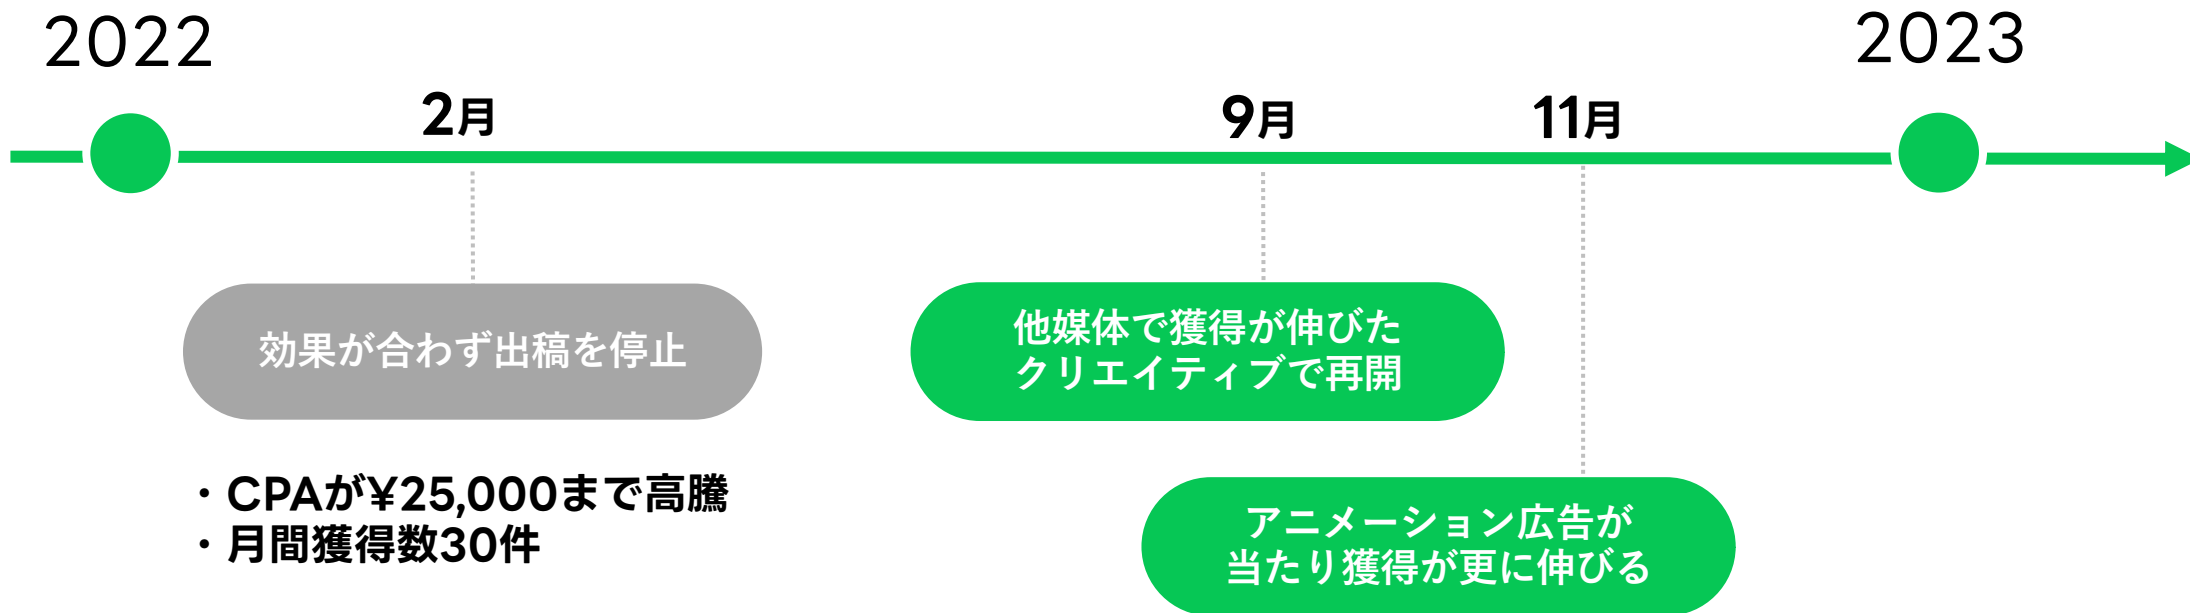 2022
2023
2月
9月
11月
効果が合わず出稿を停止
・CPAが¥25,000まで高騰
・月間獲得数30件
他媒体で獲得が伸びた
クリエイティブで再開
アニメーション広告が
当たり獲得が更に伸びる